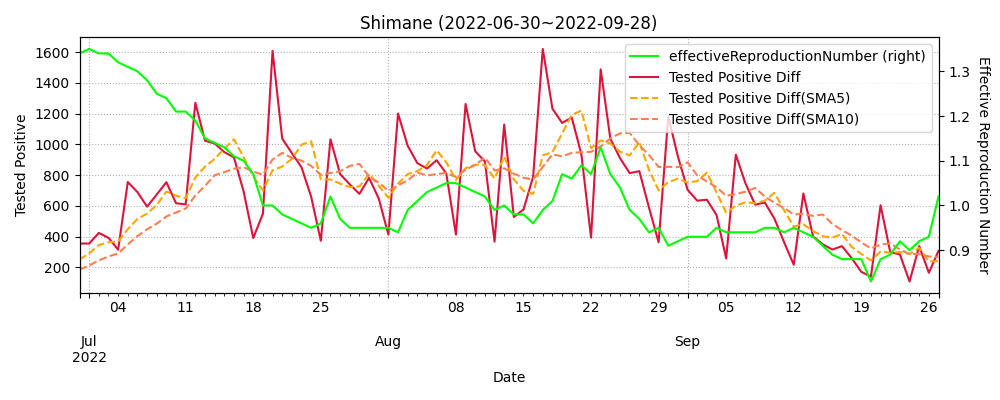 Shimane (2022-06-30~2022-09-28)
effectiveReproductionNumber (right)
Tested Positive Diff
Tested Positive Diff(SMA5)
Tested Positive Diff(SMA10)
Tested Positive
1600
1400
1200
1000
800
600
400
200
1.3
1.2
1.1
1.0
0.9
Effective Reproduction Number
04 11 18 25 08 15 22 29 05 12 19 26
Jul Aug Sep
2022
Date